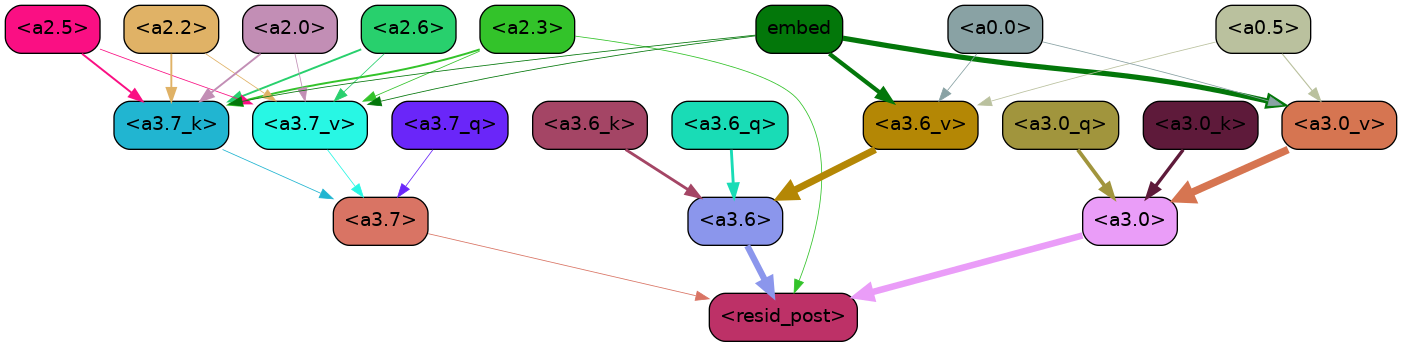 <a2.5> <a2.2> <a2.0> <a2.6> <a2.3> embed <a0.0> <a0.5>
<a3.7_k> <a3.7_v> <a3.7_q> <a3.6_k> <a3.6_q> <a3.6_v> <a3.0_q> <a3.0_k> <a3.0_v>
<a3.7> <a3.6> <a3.0>
<resid_post>